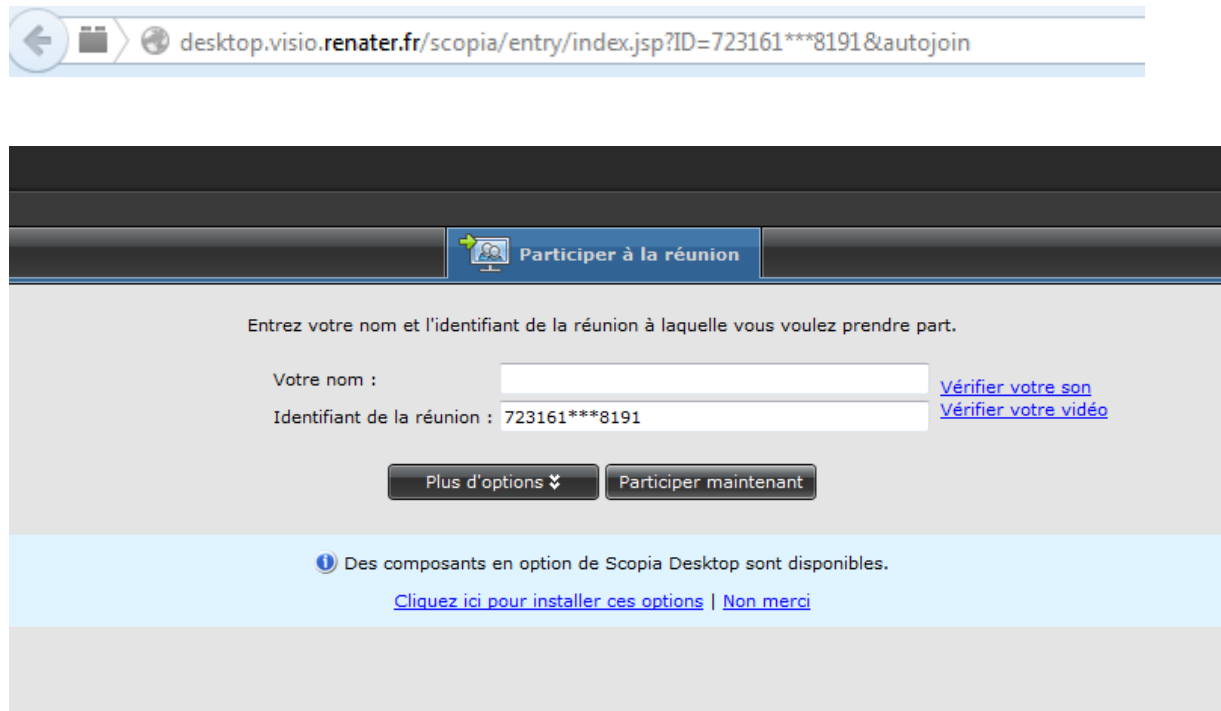 desktop.visio.renater.fr/scopia/entry/index.jsp?ID=723161***8191&autojoin
Participer à la réunion
Entrez votre nom et l'identifiant de la réunion à laquelle vous voulez prendre part.
Votre nom :
Vérifier votre son
Identifiant de la réunion : 723161***8191
Vérifier votre vidéo
Plus d'options Participer maintenant
Des composants en option de Scopia Desktop sont disponibles.
Cliquez ici pour installer ces options | Non merci